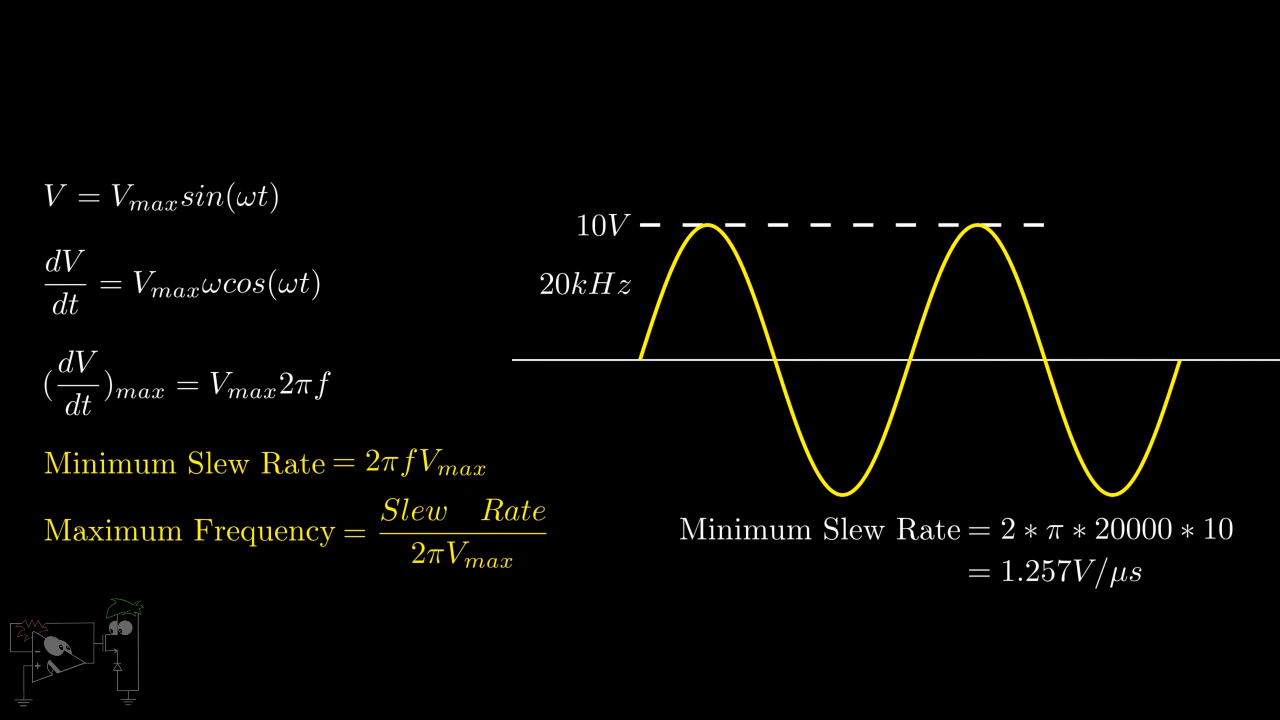 V = V_max sin(ωt)
dV/dt = V_max ωcos(ωt)
(dV/dt)_max = V_max 2πf
Minimum Slew Rate = 2πfV_max
Maximum Frequency = Slew Rate / 2πV_max
10V
20kHz
Minimum Slew Rate = 2 * π * 20000 * 10
= 1.257V/μs